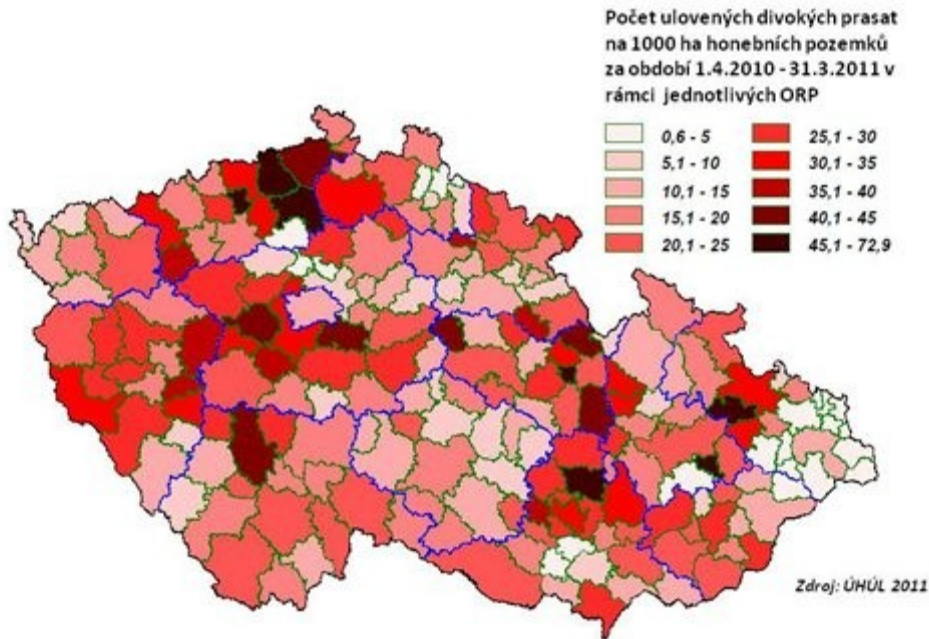 Počet ulovených divokých prasat
na 1000 ha honebních pozemků
za období 1.4.2010 - 31.3.2011 v
rámci jednotlivých ORP
0,6 - 5
5,1 - 10
10,1 - 15
15,1 - 20
20,1 - 25
25,1 - 30
30,1 - 35
35,1 - 40
40,1 - 45
45,1 - 72,9
Zdroj: ÚHÚL 2011